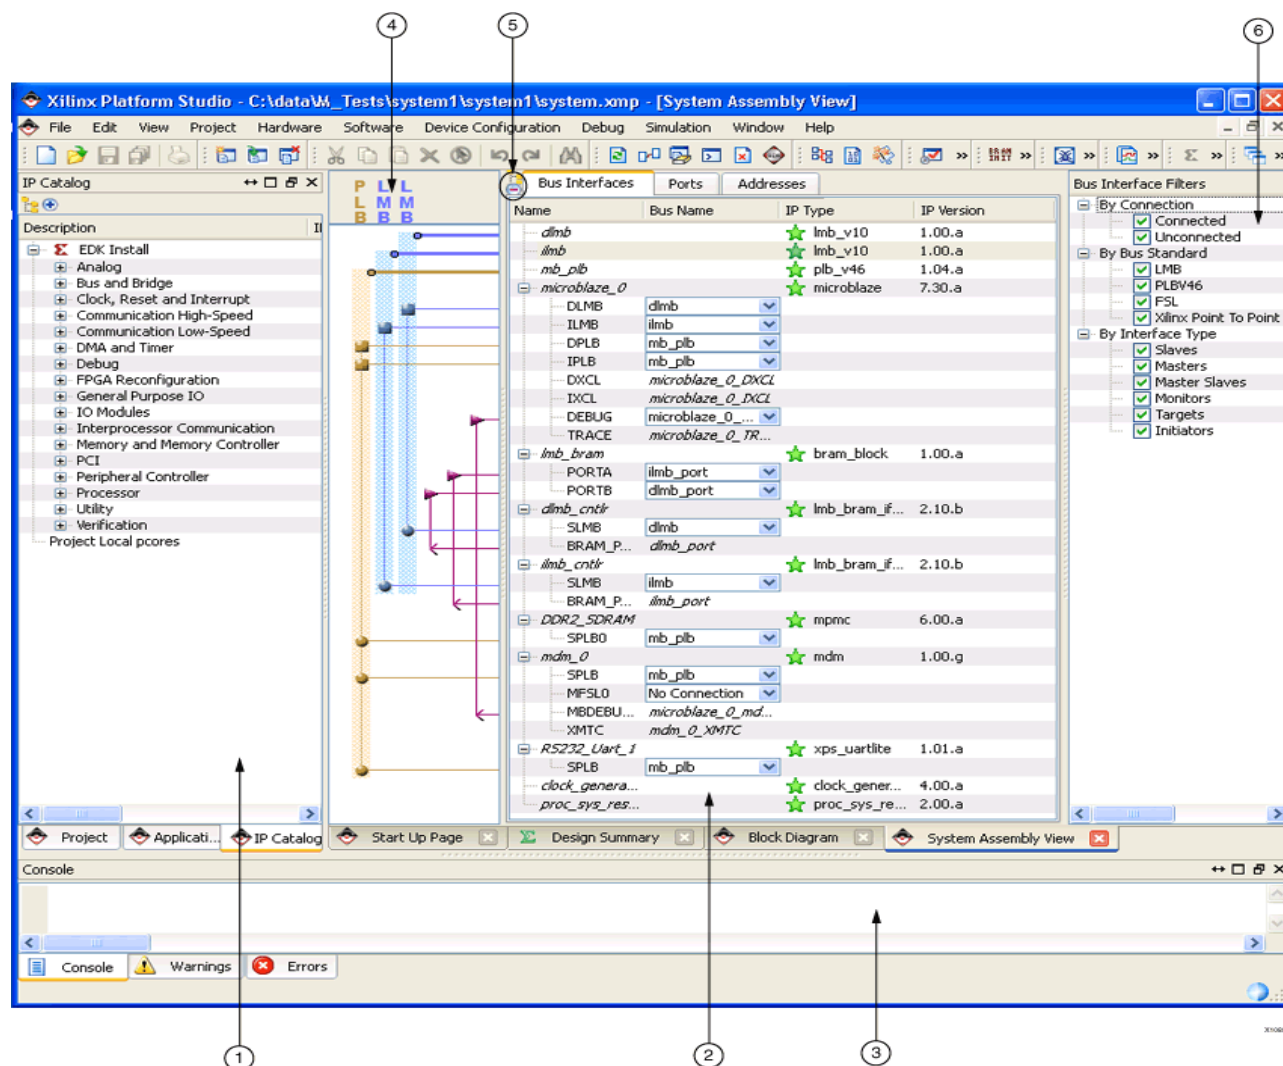 4 5 6
Xilinx Platform Studio - C:\data\M_Tests\system1\system1\system.xmp - [System Assembly View]
File Edit View Project Hardware Software Device Configuration Debug Simulation Window Help
IP Catalog
Description
EDK Install
Analog
Bus and Bridge
Clock, Reset and Interrupt
Communication High-Speed
Communication Low-Speed
DMA and Timer
Debug
FPGA Reconfiguration
General Purpose IO
IO Modules
Interprocessor Communication
Memory and Memory Controller
PCI
Peripheral Controller
Processor
Utility
Verification
Project Local pcores
Project Applicati... IP Catalog
PLB LMB LMB
Bus Interfaces Ports Addresses
Name Bus Name IP Type IP Version
dlmb lmb_v10 1.00.a
ilmb lmb_v10 1.00.a
mb_plb plb_v46 1.04.a
microblaze_0 microblaze 7.30.a
DLMB dlmb
ILMB ilmb
DPLB mb_plb
IPLB mb_plb
DXCL microblaze_0_DXCL
IXCL microblaze_0_IXCL
DEBUG microblaze_0_...
TRACE microblaze_0_TR...
lmb_bram bram_block 1.00.a
PORTA ilmb_port
PORTB dlmb_port
dlmb_cntlr lmb_bram_if... 2.10.b
SLMB dlmb
BRAM_P... dlmb_port
ilmb_cntlr lmb_bram_if... 2.10.b
SLMB ilmb
BRAM_P... ilmb_port
DDR2_SDRAM mpmc 6.00.a
SPLB0 mb_plb
mdm_0 mdm 1.00.g
SPLB mb_plb
MFSL0 No Connection
MBDEBU... microblaze_0_md...
XMTC mdm_0_XMTC
RS232_Uart_1 xps_uartlite 1.01.a
SPLB mb_plb
clock_genera... clock_gener... 4.00.a
proc_sys_res... proc_sys_re... 2.00.a
Start Up Page Design Summary Block Diagram System Assembly View
Bus Interface Filters
By Connection
Connected
Unconnected
By Bus Standard
LMB
PLBV46
FSL
Xilinx Point To Point
By Interface Type
Slaves
Masters
Master Slaves
Monitors
Targets
Initiators
Console
Console Warnings Errors
1 2 3